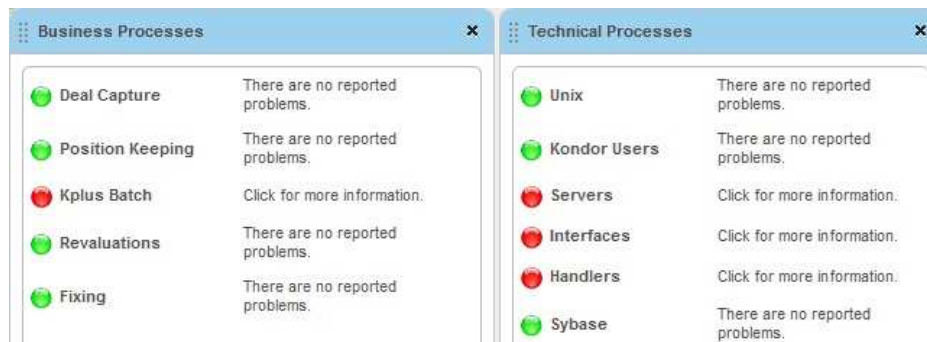 Business Processes
Deal Capture
There are no reported
problems.
Position Keeping
There are no reported
problems.
Kplus Batch
Click for more information.
Revaluations
There are no reported
problems.
Fixing
There are no reported
problems.
Technical Processes
Unix
There are no reported
problems.
Kondor Users
There are no reported
problems.
Servers
Click for more information.
Interfaces
Click for more information.
Handlers
Click for more information.
Sybase
There are no reported
problems.